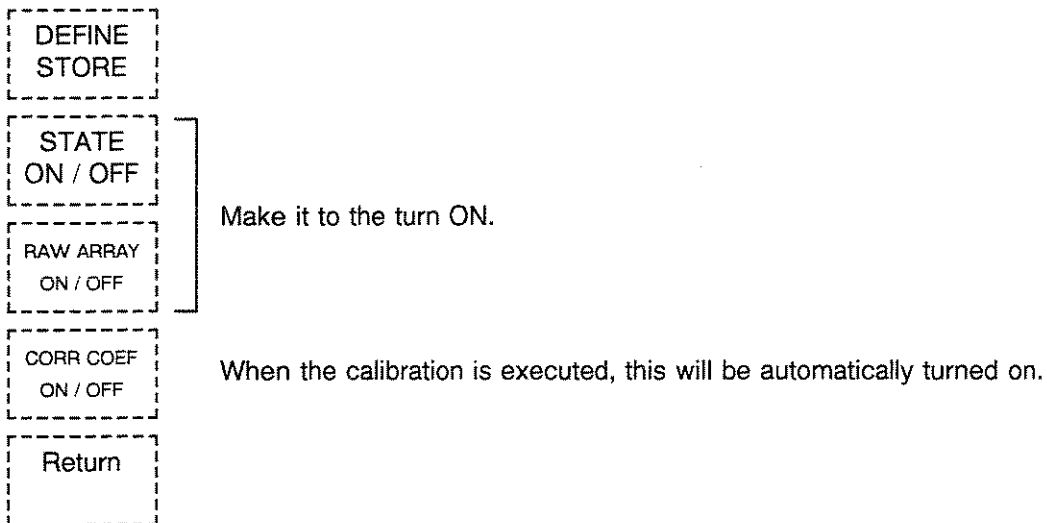 DEFINE
STORE
STATE
ON / OFF
Make it to the turn ON.
RAW ARRAY
ON / OFF
CORR COEF
ON / OFF
When the calibration is executed, this will be automatically turned on.
Return